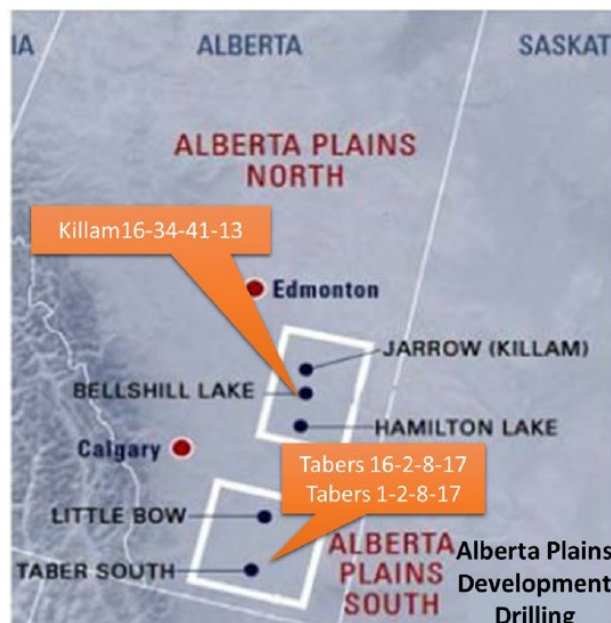 IA
ALBERTA
SASKAT
ALBERTA PLAINS
NORTH
Killam16-34-41-13
Edmonton
JARROW (KILLAM)
BELLSHILL LAKE
HAMILTON LAKE
Calgary
Tabers 16-2-8-17
Tabers 1-2-8-17
LITTLE BOW
ALBERTA
PLAINS
SOUTH
TABER SOUTH
Alberta Plains
Development
Drilling